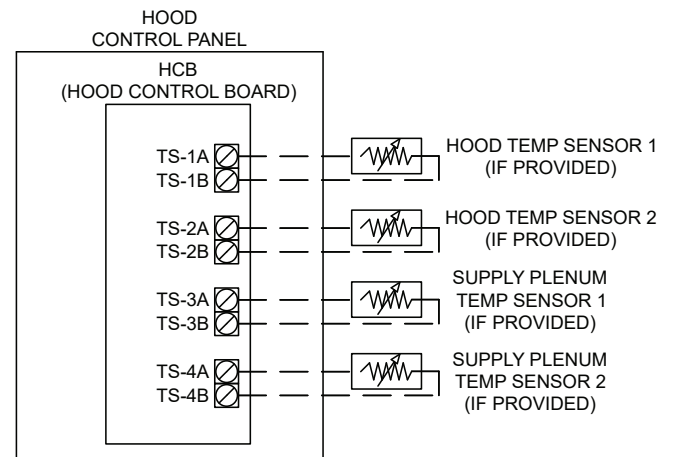 HOOD
CONTROL PANEL
HCB
(HOOD CONTROL BOARD)
TS-1A
TS-1B
HOOD TEMP SENSOR 1
(IF PROVIDED)
TS-2A
TS-2B
HOOD TEMP SENSOR 2
(IF PROVIDED)
TS-3A
TS-3B
SUPPLY PLENUM
TEMP SENSOR 1
(IF PROVIDED)
TS-4A
TS-4B
SUPPLY PLENUM
TEMP SENSOR 2
(IF PROVIDED)